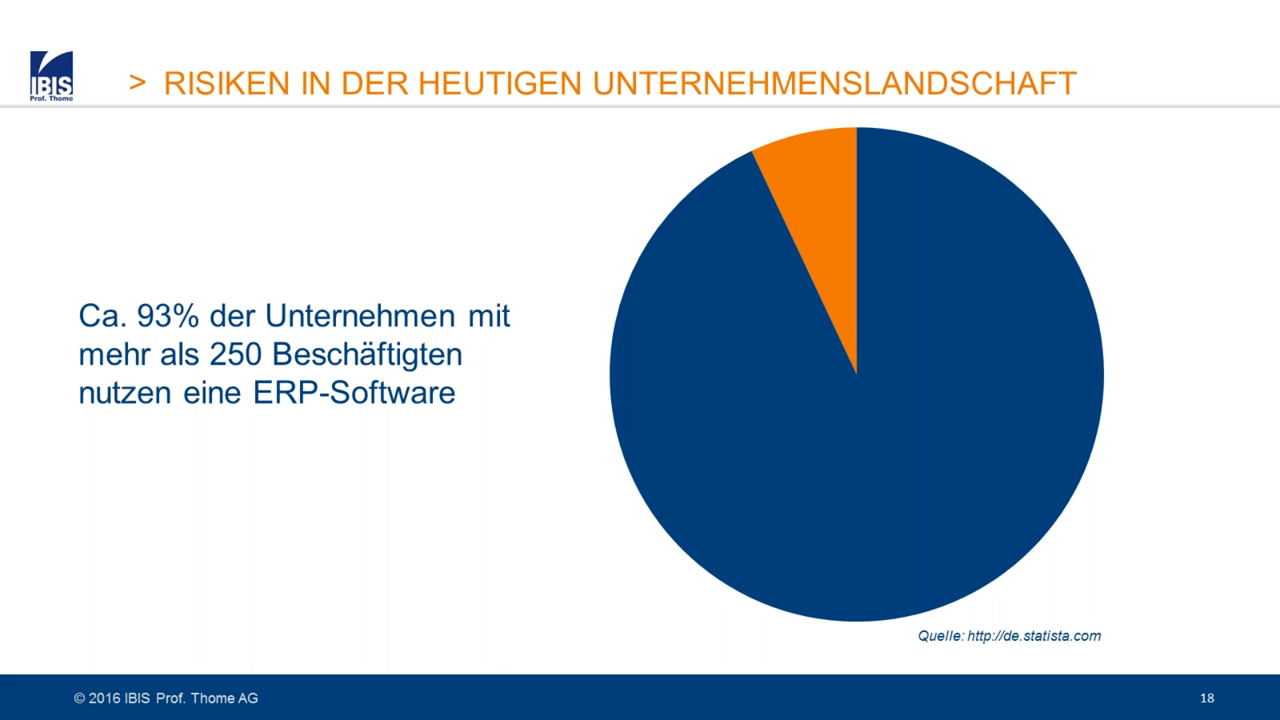 IBIS
Prof. Thome
> RISIKEN IN DER HEUTIGEN UNTERNEHMENSLANDSCHAFT
Ca. 93% der Unternehmen mit
mehr als 250 Beschäftigten
nutzen eine ERP-Software
Quelle: http://de.statista.com
© 2016 IBIS Prof. Thome AG
18